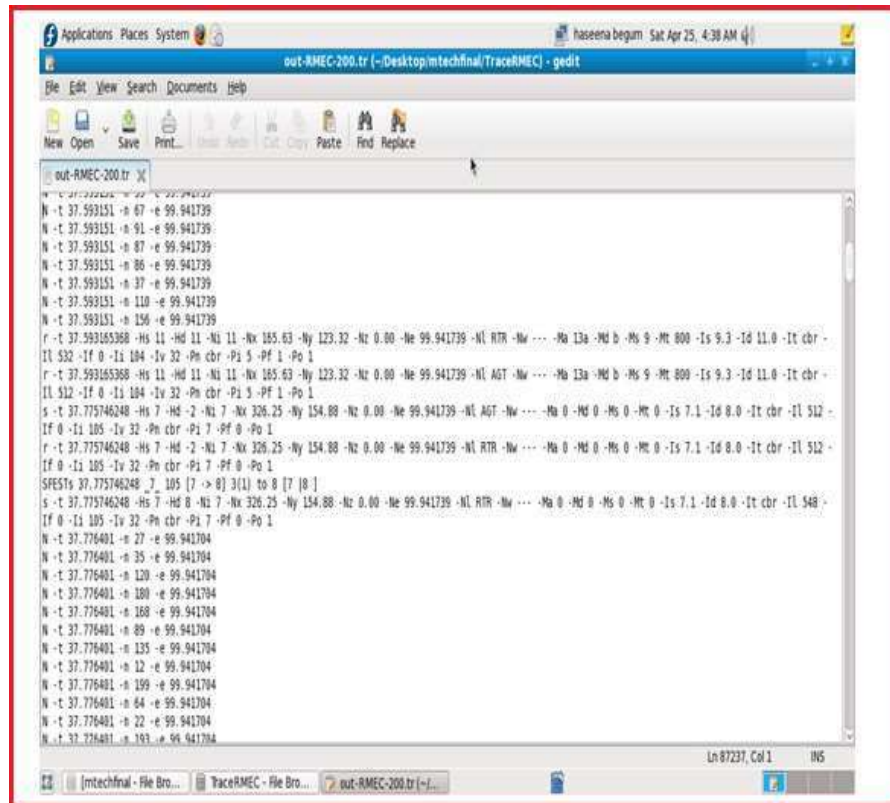 Applications Places System haseena begum Sat Apr 25, 4:38 AM
out-RMEC-200.tr (~/Desktop/mtechfinal/TraceRMEC) - gedit
File Edit View Search Documents Help
New Open Save Print... Undo Redo Cut Copy Paste Find Replace
out-RMEC-200.tr
N -t 37.593151 -n 67 -e 99.941739
N -t 37.593151 -n 91 -e 99.941739
N -t 37.593151 -n 87 -e 99.941739
N -t 37.593151 -n 86 -e 99.941739
N -t 37.593151 -n 37 -e 99.941739
N -t 37.593151 -n 110 -e 99.941739
N -t 37.593151 -n 156 -e 99.941739
r -t 37.593165368 -Hs 11 -Hd 11 -Ni 11 -Nx 165.63 -Ny 123.32 -Nz 0.00 -Ne 99.941739 -Nl RTR -Nw --- -Ma 13a -Md b -Ms 9 -Mt 800 -Is 9.3 -Id 11.0 -It cbr -
Il 532 -If 0 -Ii 104 -Iv 32 -Pn cbr -Pi 5 -Pf 1 -Po 1
r -t 37.593165368 -Hs 11 -Hd 11 -Ni 11 -Nx 165.63 -Ny 123.32 -Nz 0.00 -Ne 99.941739 -Nl AGT -Nw --- -Ma 13a -Md b -Ms 9 -Mt 800 -Is 9.3 -Id 11.0 -It cbr -
Il 512 -If 0 -Ii 104 -Iv 32 -Pn cbr -Pi 5 -Pf 1 -Po 1
s -t 37.775746248 -Hs 7 -Hd -2 -Ni 7 -Nx 326.25 -Ny 154.88 -Nz 0.00 -Ne 99.941739 -Nl AGT -Nw --- -Ma 0 -Md 0 -Ms 0 -Mt 0 -Is 7.1 -Id 8.0 -It cbr -Il 512 -
If 0 -Ii 105 -Iv 32 -Pn cbr -Pi 7 -Pf 0 -Po 1
r -t 37.775746248 -Hs 7 -Hd -2 -Ni 7 -Nx 326.25 -Ny 154.88 -Nz 0.00 -Ne 99.941739 -Nl RTR -Nw --- -Ma 0 -Md 0 -Ms 0 -Mt 0 -Is 7.1 -Id 8.0 -It cbr -Il 512 -
If 0 -Ii 105 -Iv 32 -Pn cbr -Pi 7 -Pf 0 -Po 1
SFESTs 37.775746248 _7_ 105 [7 -> 8] 3(1) to 8 [7 |8 ]
s -t 37.775746248 -Hs 7 -Hd 8 -Ni 7 -Nx 326.25 -Ny 154.88 -Nz 0.00 -Ne 99.941739 -Nl RTR -Nw --- -Ma 0 -Md 0 -Ms 0 -Mt 0 -Is 7.1 -Id 8.0 -It cbr -Il 548 -
If 0 -Ii 105 -Iv 32 -Pn cbr -Pi 7 -Pf 0 -Po 1
N -t 37.776401 -n 27 -e 99.941704
N -t 37.776401 -n 35 -e 99.941704
N -t 37.776401 -n 120 -e 99.941704
N -t 37.776401 -n 180 -e 99.941704
N -t 37.776401 -n 168 -e 99.941704
N -t 37.776401 -n 89 -e 99.941704
N -t 37.776401 -n 135 -e 99.941704
N -t 37.776401 -n 12 -e 99.941704
N -t 37.776401 -n 199 -e 99.941704
N -t 37.776401 -n 64 -e 99.941704
N -t 37.776401 -n 22 -e 99.941704
N -t 37.776401 -n 193 -e 99.941704
Ln 87237, Col 1 INS
[mtechfinal - File Bro... TraceRMEC - File Bro... out-RMEC-200.tr (~/...